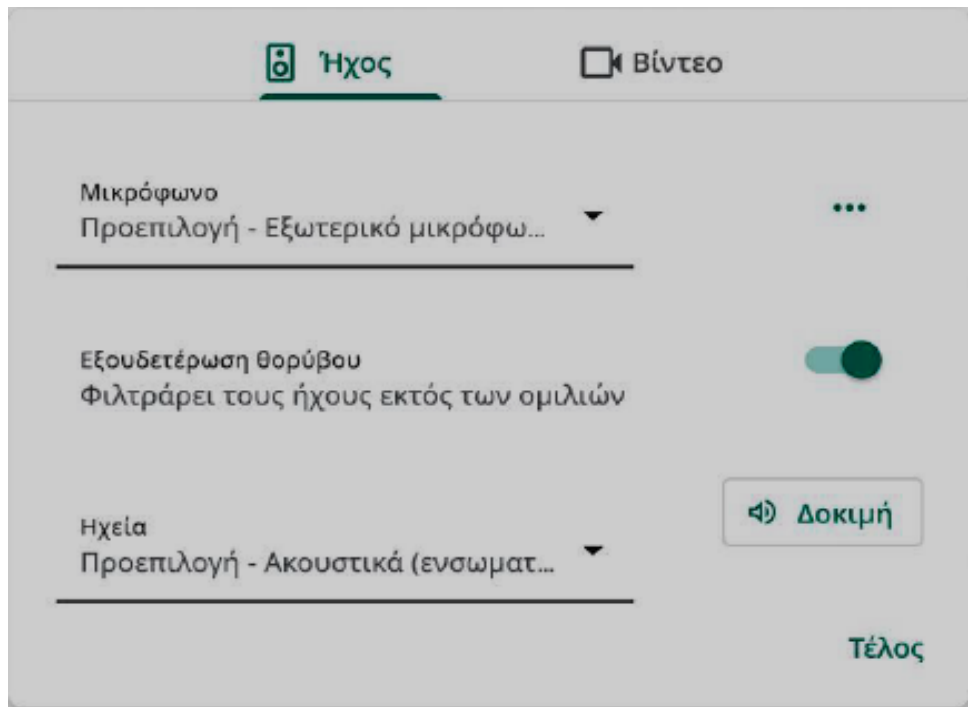 Ήχος
Βίντεο
Μικρόφωνο
Προεπιλογή - Εξωτερικό μικρόφω...
Εξουδετέρωση θορύβου
Φιλτράρει τους ήχους εκτός των ομιλιών
Ηχεία
Προεπιλογή - Ακουστικά (ενσωματ...
Δοκιμή
Τέλος